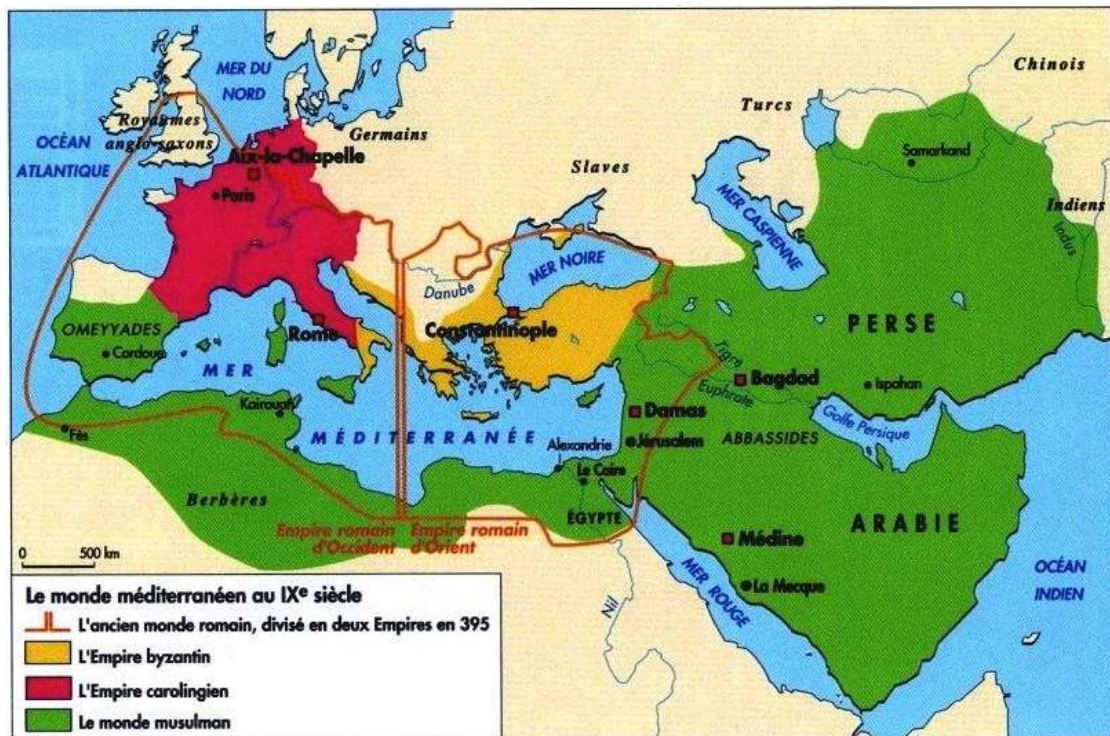 MER DU
NORD
OCÉAN
ATLANTIQUE
Royaumes
anglo-saxons
Germains
Aix-la-Chapelle
Paris
Slaves
Turcs
Chinois
Samarkand
Indiens
Indus
MER CASPIENNE
MER NOIRE
Danube
Constantinople
OMEYYADES
Cordoue
Rome
MER
MÉDITERRANÉE
Kairouan
Fès
Berbères
PERSE
Tigre
Euphrate
Bagdad
Ispahan
Damas
Jérusalem
ABBASSIDES
Golfe Persique
Alexandrie
Le Caire
ÉGYPTE
Empire romain
d'Occident
Empire romain
d'Orient
ARABIE
Médine
La Mecque
MER ROUGE
Nil
OCÉAN
INDIEN
0 500 km
Le monde méditerranéen au IXe siècle
L'ancien monde romain, divisé en deux Empires en 395
L'Empire byzantin
L'Empire carolingien
Le monde musulman